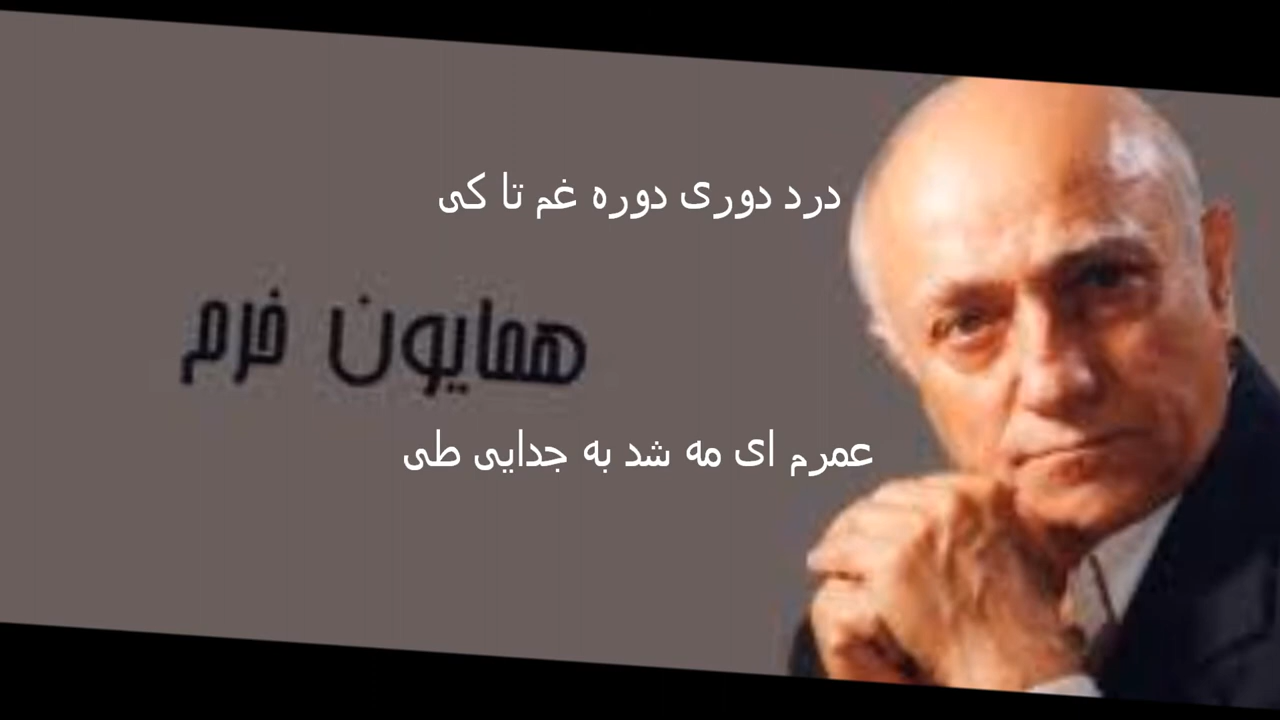 درد دوری دوره غم تا کی
همایون خرم
عمرم ای مه شد به جدایی طی